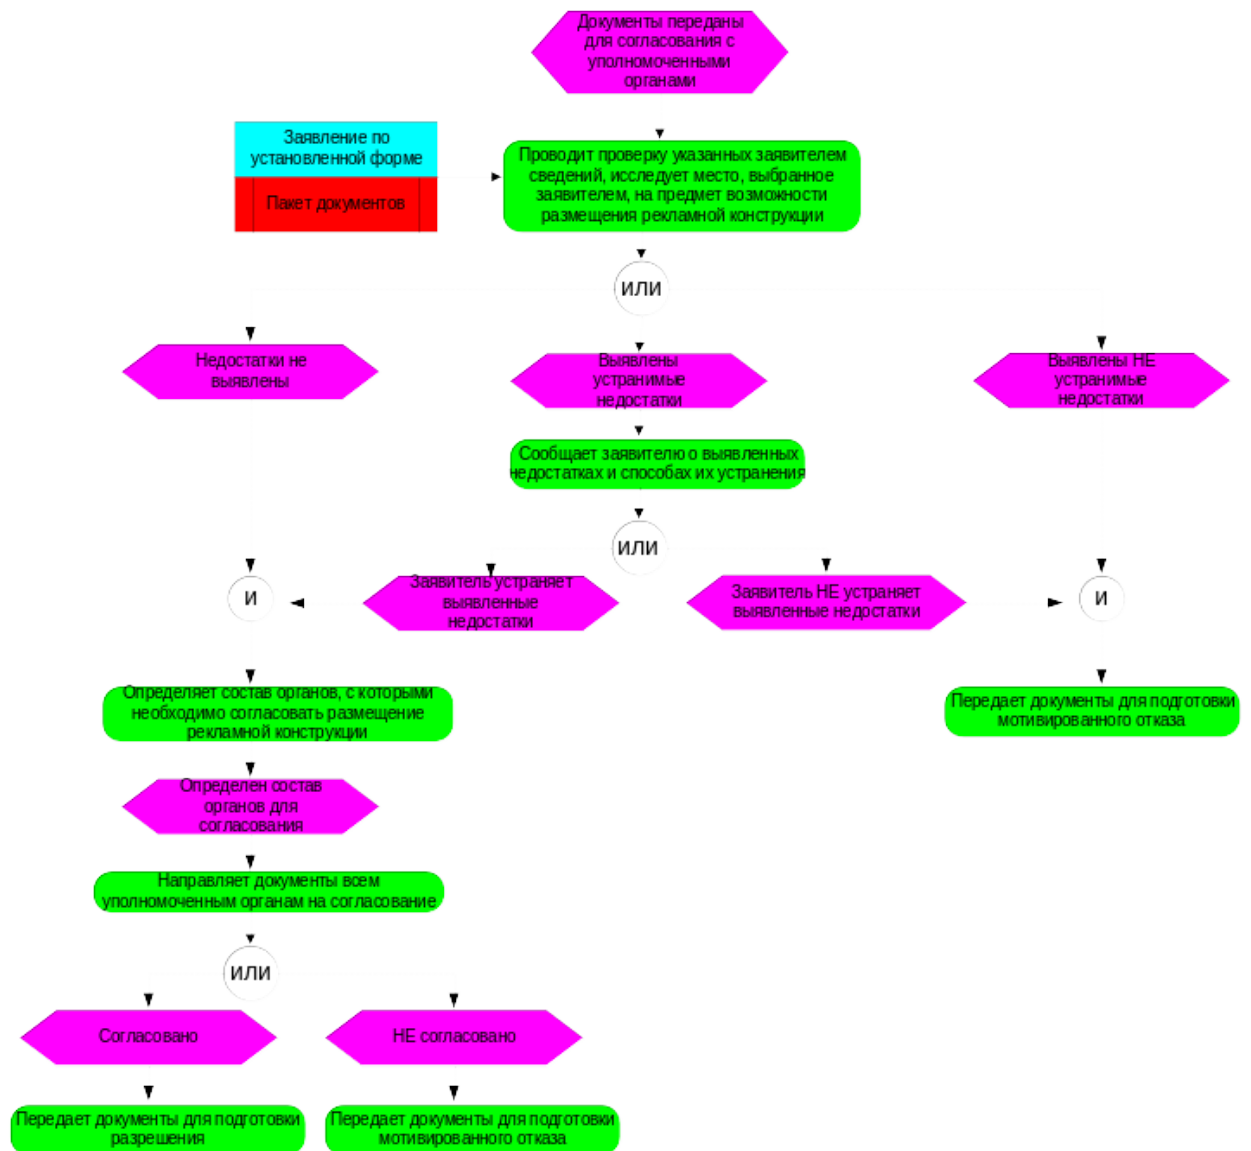 Документы переданы
для согласования с
уполномоченными
органами
Заявление по
установленной форме
Пакет документов
Проводит проверку указанных заявителем
сведений, исследует место, выбранное
заявителем, на предмет возможности
размещения рекламной конструкции
ИЛИ
Недостатки не
выявлены
Выявлены
устранимые
недостатки
Выявлены НЕ
устранимые
недостатки
Сообщает заявителю о выявленных
недостатках и способах их устранения
ИЛИ
И
Заявитель устраняет
выявленные
недостатки
Заявитель НЕ устраняет
выявленные недостатки
И
Определяет состав органов, с которыми
необходимо согласовать размещение
рекламной конструкции
Передает документы для подготовки
мотивированного отказа
Определен состав
органов для
согласования
Направляет документы всем
уполномоченным органам на согласование
ИЛИ
Согласовано
НЕ согласовано
Передает документы для подготовки
разрешения
Передает документы для подготовки
мотивированного отказа